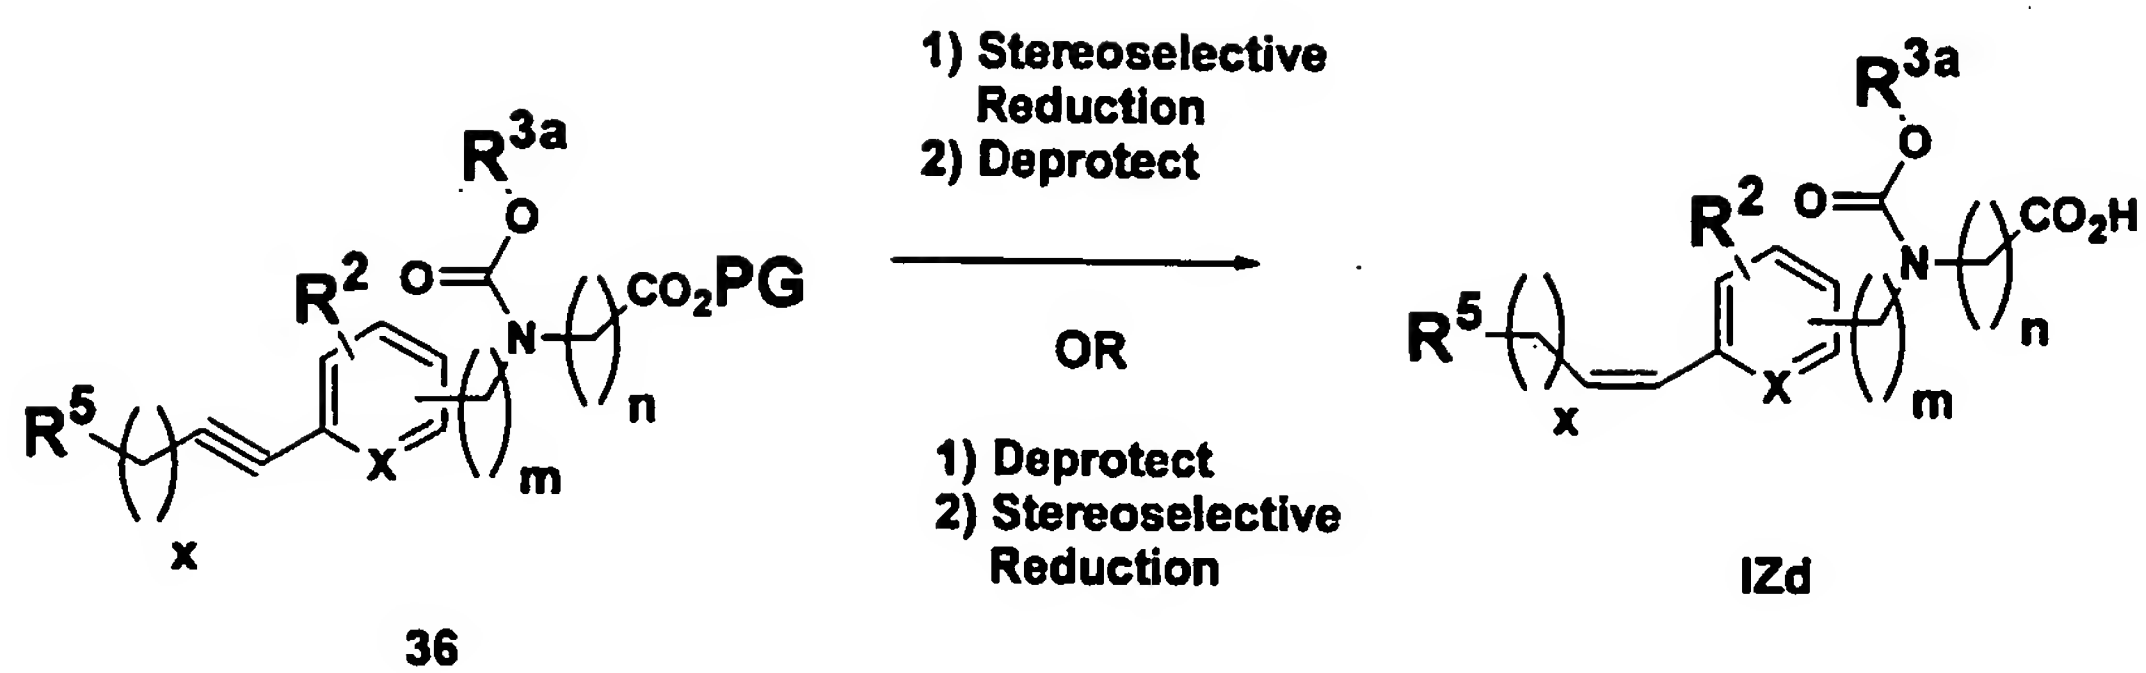 1) Stereoselective
Reduction
2) Deprotect
OR
1) Deprotect
2) Stereoselective
Reduction
R3a
O
R2
O
N
CO2PG
n
R5
X
m
x
36
R3a
O
R2
O
N
CO2H
n
R5
X
m
x
IZd